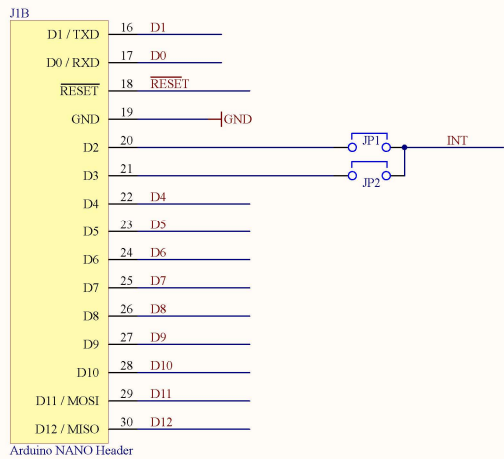 J1B
D1 / TXD 16 D1
D0 / RXD 17 D0
RESET 18 RESET
GND 19 GND
D2 20 JP1 INT
D3 21 JP2
D4 22 D4
D5 23 D5
D6 24 D6
D7 25 D7
D8 26 D8
D9 27 D9
D10 28 D10
D11 / MOSI 29 D11
D12 / MISO 30 D12
Arduino NANO Header